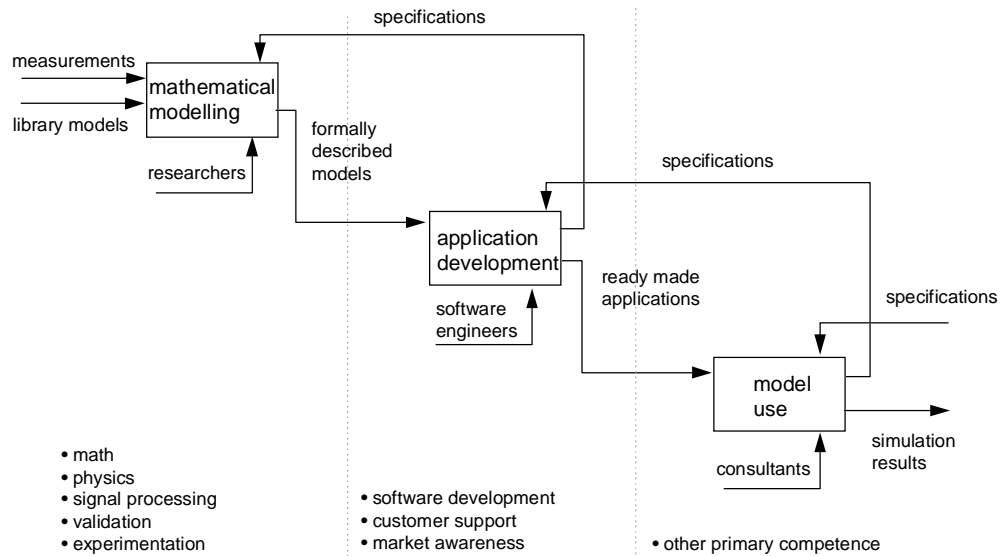 specifications
measurements
mathematical
modelling
library models
formally
described
models
researchers
specifications
application
development
ready made
applications
software
engineers
specifications
model
use
simulation
results
consultants
• math
• physics
• signal processing
• validation
• experimentation
• software development
• customer support
• market awareness
• other primary competence